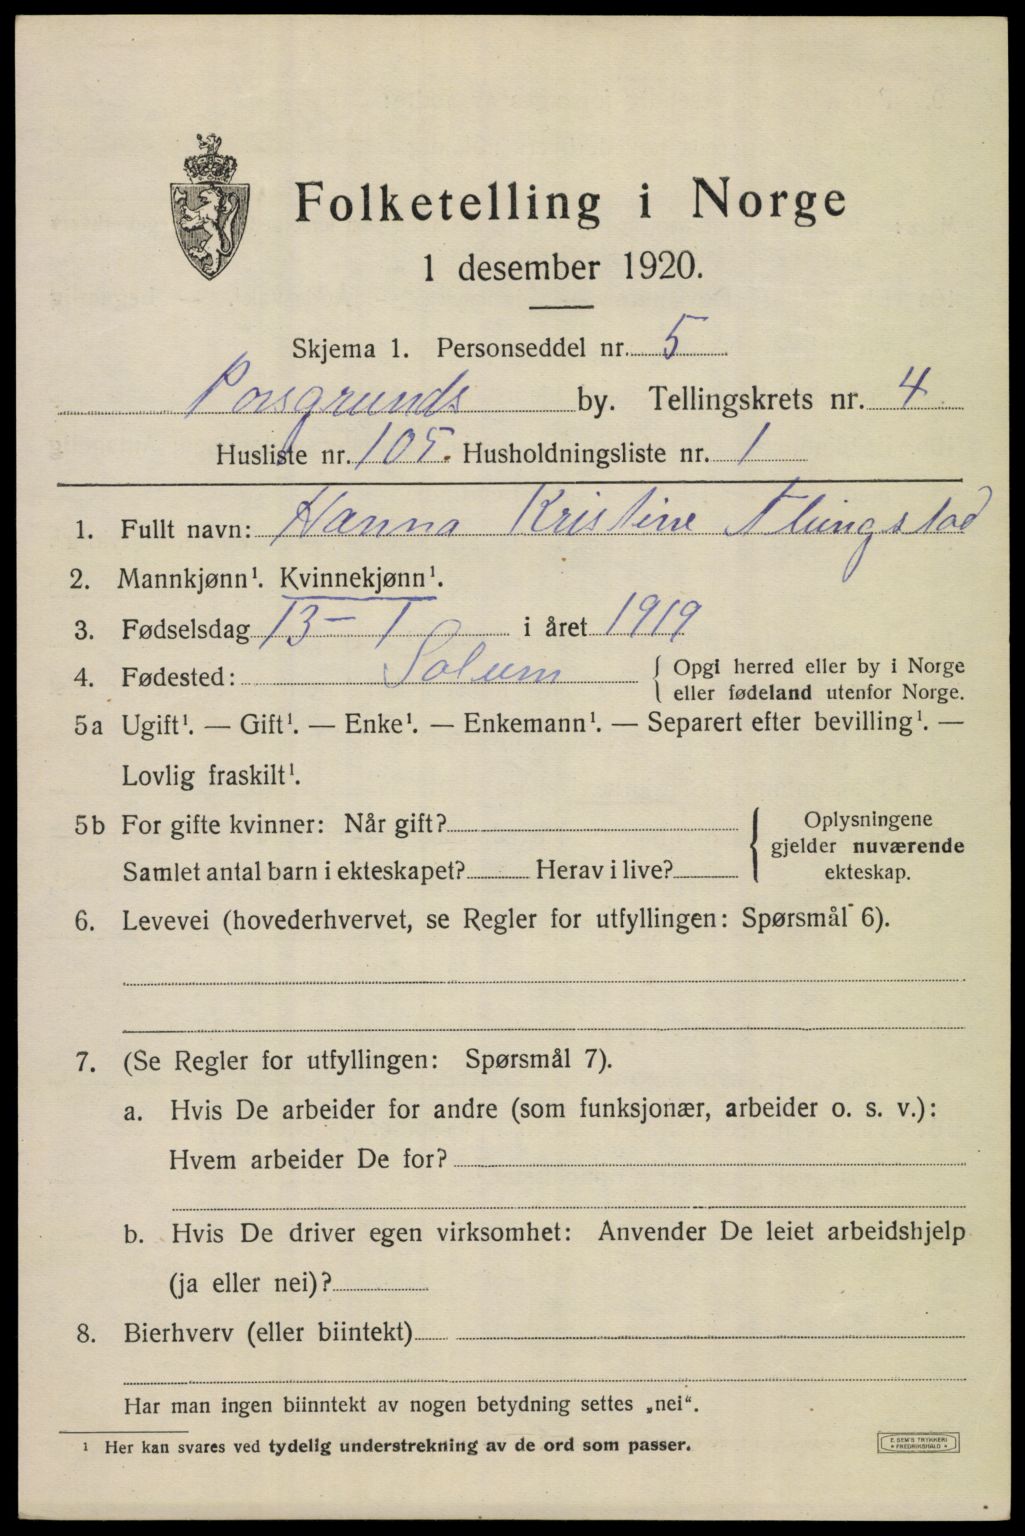 Folketelling i Norge
1 desember 1920.
Skjema 1. Personseddel nr. 5
Porsgrunds by. Tellingskrets nr. 4
Husliste nr. 105. Husholdningsliste nr. 1
1. Fullt navn: Hanna Kristine
2. Mannkjønn¹. Kvinnekjønn¹.
3. Fødselsdag 13 - 1 i året 1919
4. Fødested: Solum { Opgi herred eller by i Norge
eller fødeland utenfor Norge.
5a Ugift¹. — Gift¹. — Enke¹. — Enkemann¹. — Separert efter bevilling¹. —
Lovlig fraskilt¹.
5b For gifte kvinner: Når gift?
Samlet antal barn i ekteskapet? Herav i live?
Oplysningene
gjelder nuværende
ekteskap.
6. Levevei (hovederhvervet, se Regler for utfyllingen: Spørsmål 6).
7. (Se Regler for utfyllingen: Spørsmål 7).
a. Hvis De arbeider for andre (som funksjonær, arbeider o. s. v.):
Hvem arbeider De for?
b. Hvis De driver egen virksomhet: Anvender De leiet arbeidshjelp
(ja eller nei)?
8. Bierhverv (eller biintekt)
Har man ingen biinntekt av nogen betydning settes „nei“.
¹ Her kan svares ved tydelig understrekning av de ord som passer.
E. SEM'S TRYKKERI
FREDRIKSHALD